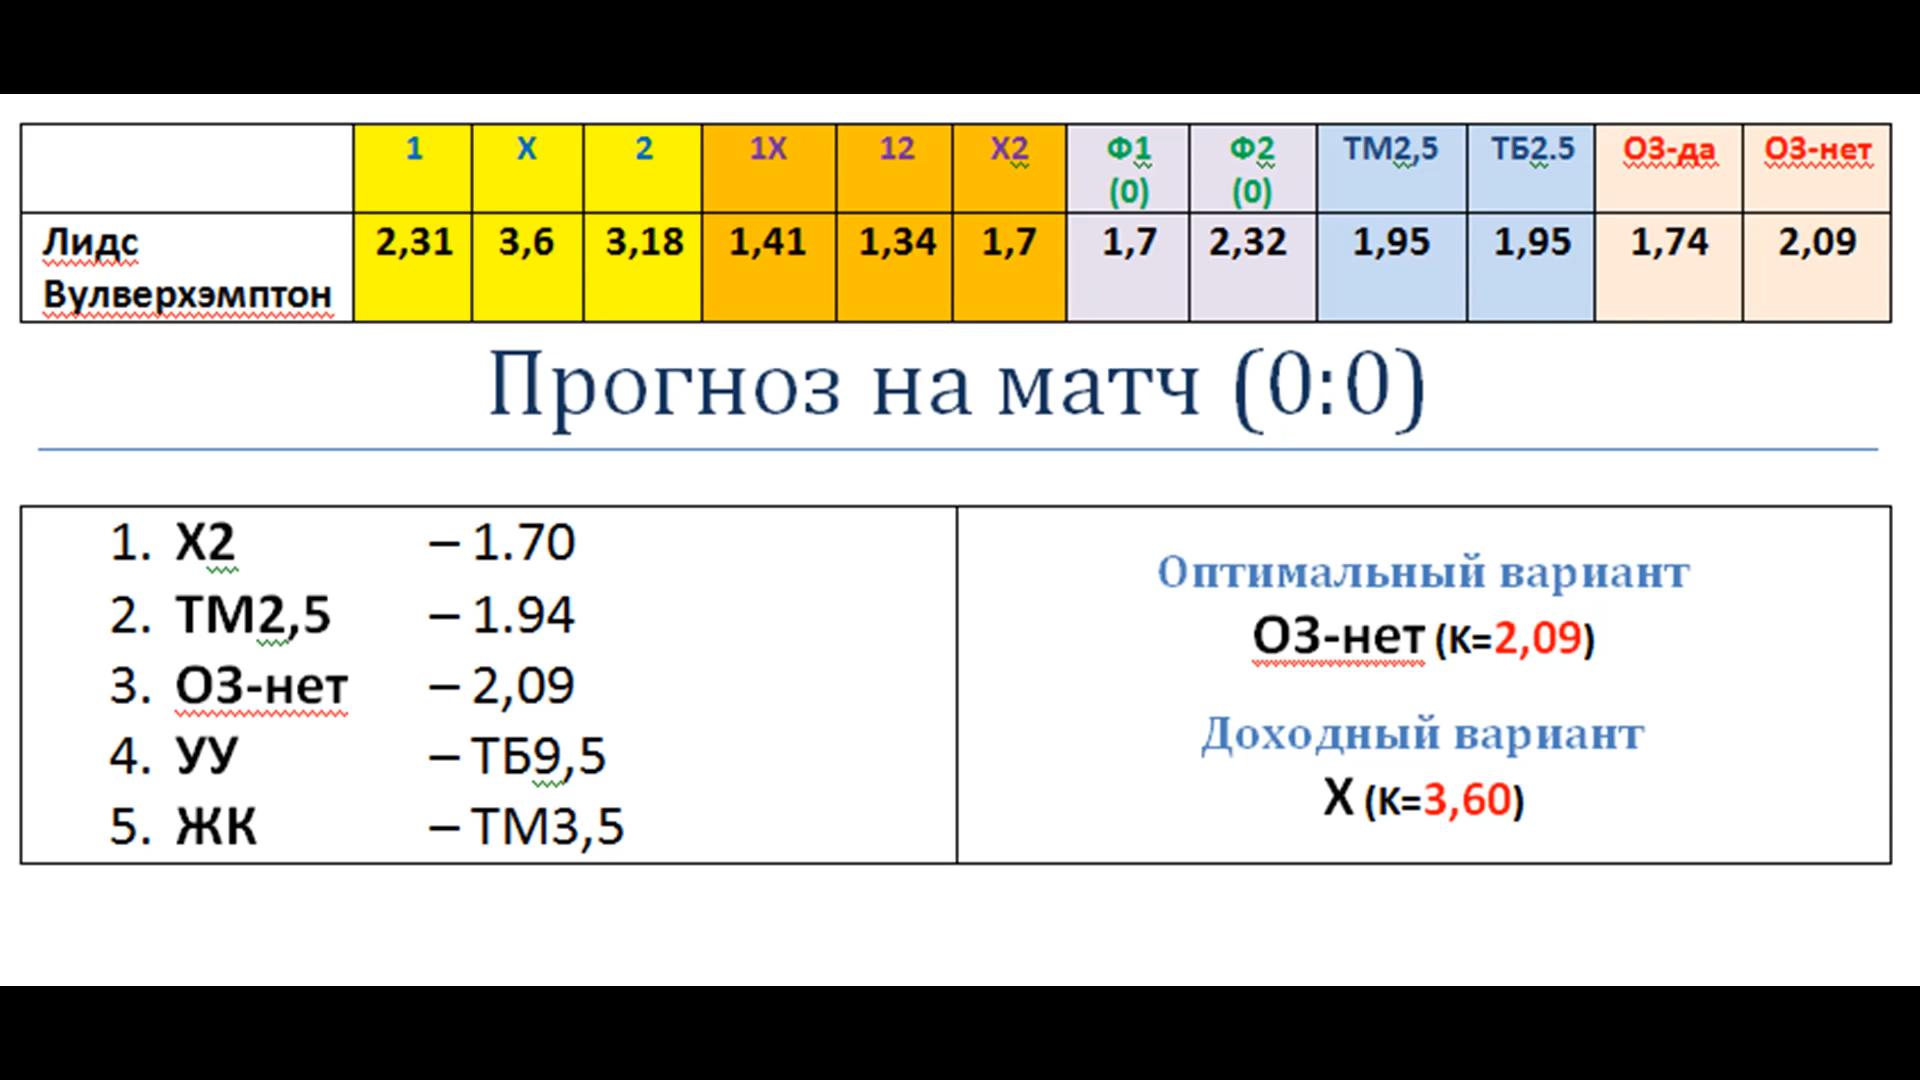 1 X 2 1X 12 X2 Ф1 (0) Ф2 (0) ТМ2,5 ТБ2.5 ОЗ-да ОЗ-нет
Лидс 2,31 3,6 3,18 1,41 1,34 1,7 1,7 2,32 1,95 1,95 1,74 2,09
Вулверхэмптон
Прогноз на матч (0:0)
1. X2 – 1.70
2. ТМ2,5 – 1.94
3. ОЗ-нет – 2,09
4. УУ – ТБ9,5
5. ЖК – ТМ3,5
Оптимальный вариант
ОЗ-нет (К=2,09)
Доходный вариант
X (К=3,60)